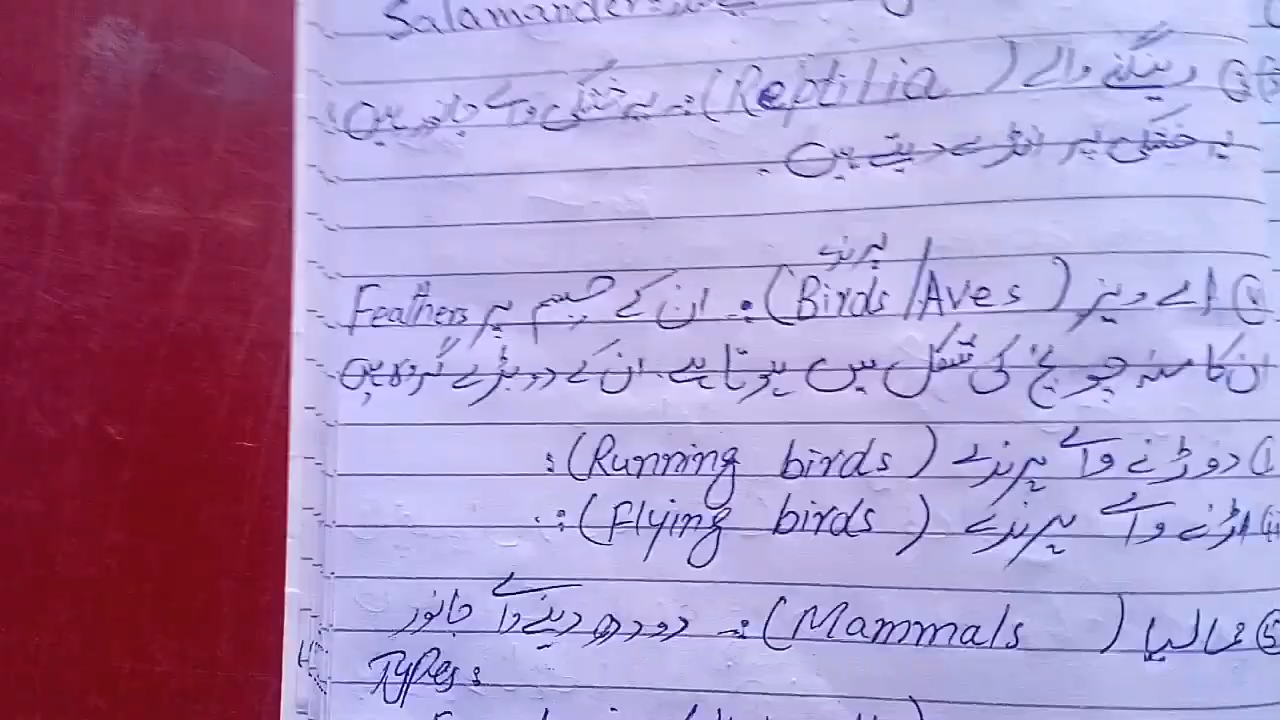 Salamander
③ رینگنے والے (Reptilia):۔ یہ خشکی والے جانور ہیں
یہ خشکی پر انڈے دیتے ہیں۔
پرندے
④ اے ویز (Birds/Aves):۔ ان کے جسم پر Feathers
ان کا منہ چونچ کی شکل میں ہوتا ہے۔ ان کے دو بڑے گروہ ہیں
(i) دوڑنے والے پرندے (Running birds):
(ii) اڑنے والے پرندے (Flying birds):۔
⑤ ممالیا (Mammals):۔ دودھ دینے والے جانور
Types: